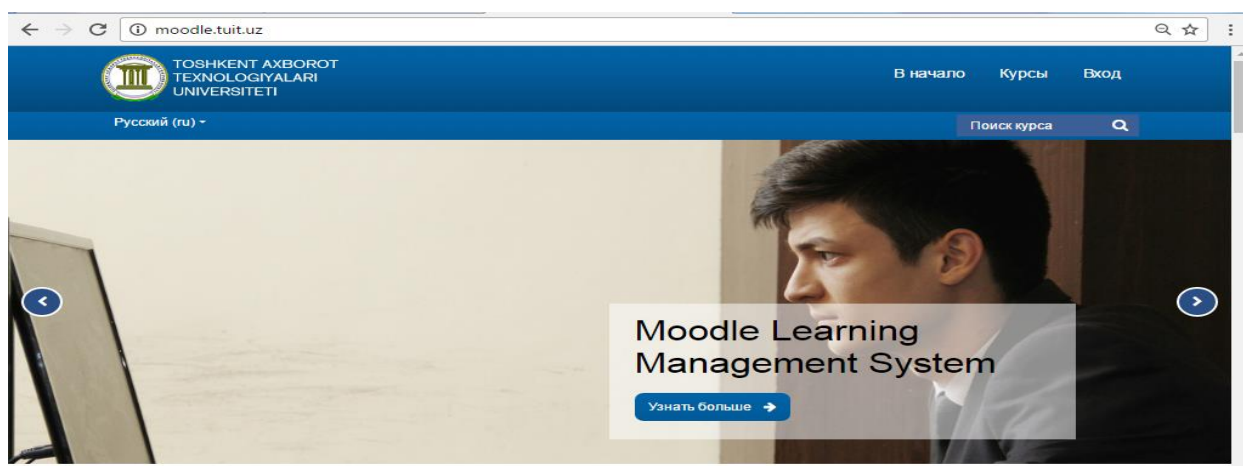 moodle.tuit.uz
TOSHKENT AXBOROT
TEXNOLOGIYALARI
UNIVERSITETI
В начало Курсы Вход
Русский (ru)
Поиск курса
Moodle Learning
Management System
Узнать больше